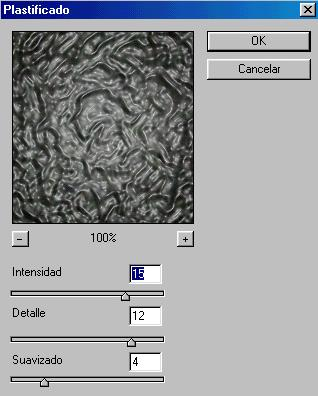 Plastificado
OK
Cancelar
- 100% +
Intensidad 15
Detalle 12
Suavizado 4